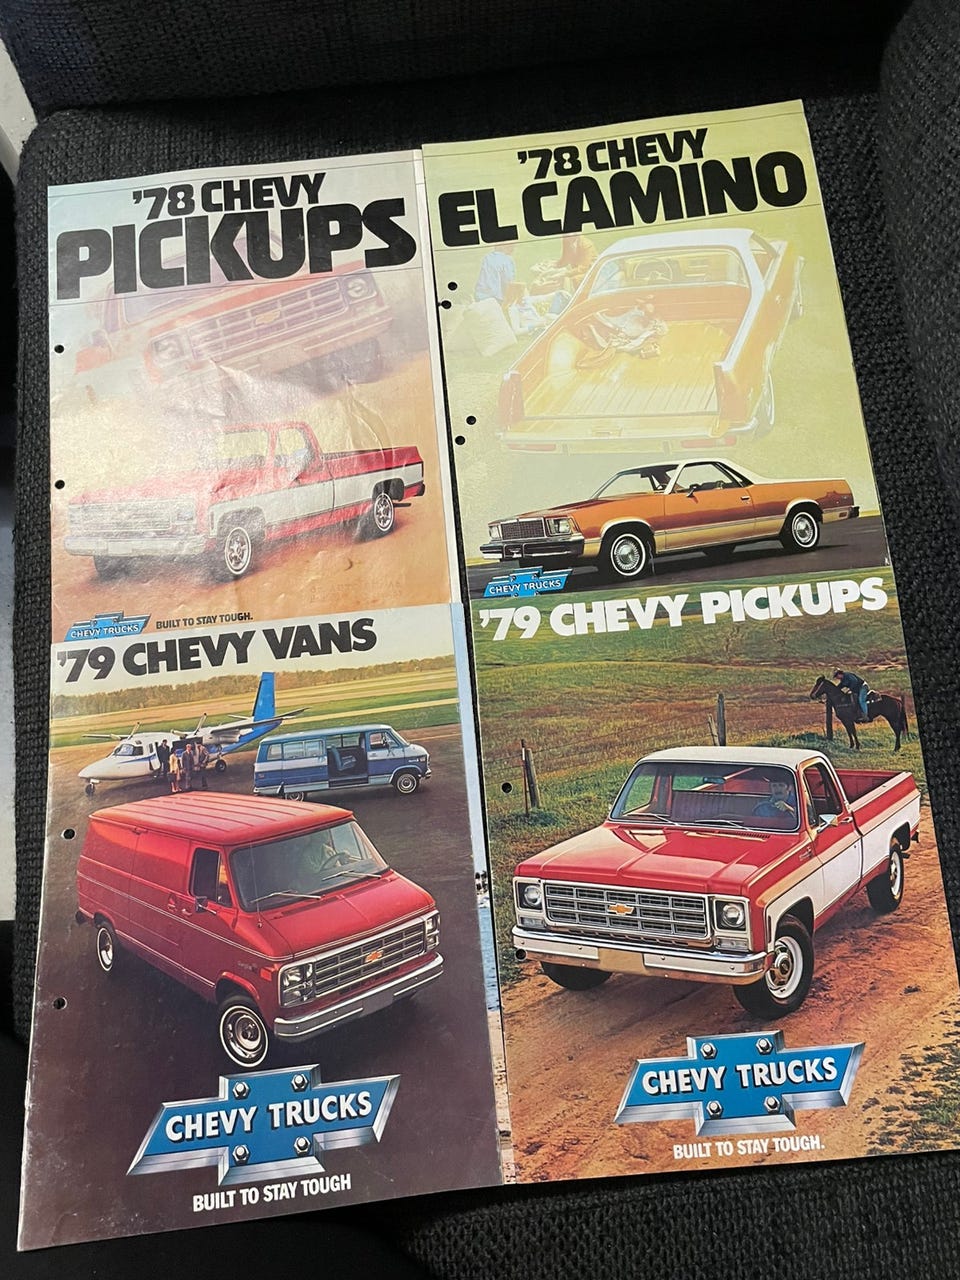 '78 CHEVY
PICKUPS
CHEVY TRUCKS
BUILT TO STAY TOUGH.
'78 CHEVY
EL CAMINO
CHEVY TRUCKS
'79 CHEVY VANS
CHEVY TRUCKS
BUILT TO STAY TOUGH
'79 CHEVY PICKUPS
CHEVY TRUCKS
BUILT TO STAY TOUGH.